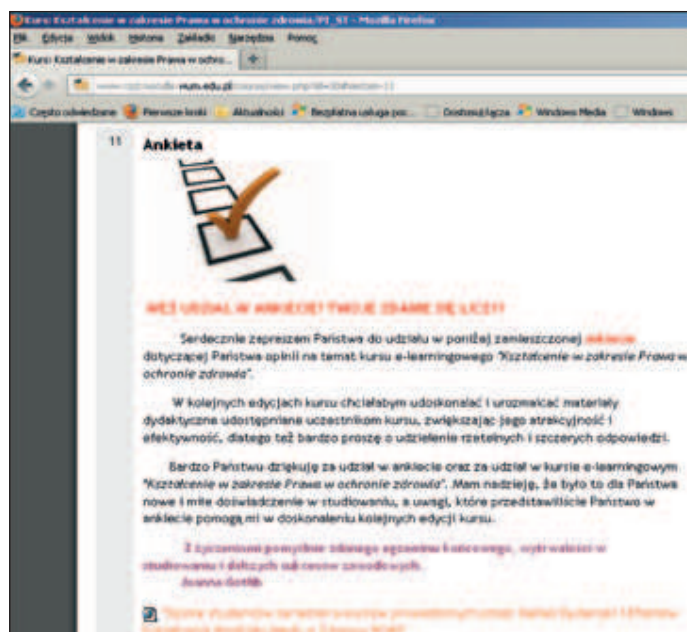 Kurs: Kształcenie w zakresie Prawa w ochronie zdrowia/P1_ST - Mozilla Firefox
Plik Edycja Widok Historia Zakładki Narzędzia Pomoc
Kurs: Kształcenie w zakresie Prawa w ochro...
wum.edu.pl
Często odwiedzane Pierwsze kroki Aktualności Bezpłatna usługa poc... Dostosuj łącza Windows Media Windows
11 Ankieta
WEŹ UDZIAŁ W ANKIECIE! TWOJE ZDANIE SIĘ LICZY!
Serdecznie zapraszam Państwa do udziału w poniżej zamieszczonej ankiecie
dotyczącej Państwa opinii na temat kursu e-learningowego "Kształcenie w zakresie Prawa w
ochronie zdrowia".
W kolejnych edycjach kursu chciałabym udoskonalać i urozmaicać materiały
dydaktyczne udostępniane uczestnikom kursu, zwiększając jego atrakcyjność i
efektywność, dlatego też bardzo proszę o udzielenie rzetelnych i szczerych odpowiedzi.
Bardzo Państwu dziękuję za udział w ankiecie oraz za udział w kursie e-learningowym
"Kształcenie w zakresie Prawa w ochronie zdrowia". Mam nadzieję, że było to dla Państwa
nowe i miłe doświadczenie w studiowaniu, a uwagi, które przedstawiliście Państwo w
ankiecie pomogą mi w doskonaleniu kolejnych edycji kursu.
Z życzeniami pomyślnie zdanego egzaminu końcowego, wytrwałości w
studiowaniu i dalszych sukcesów zawodowych.
Joanna Gotlib